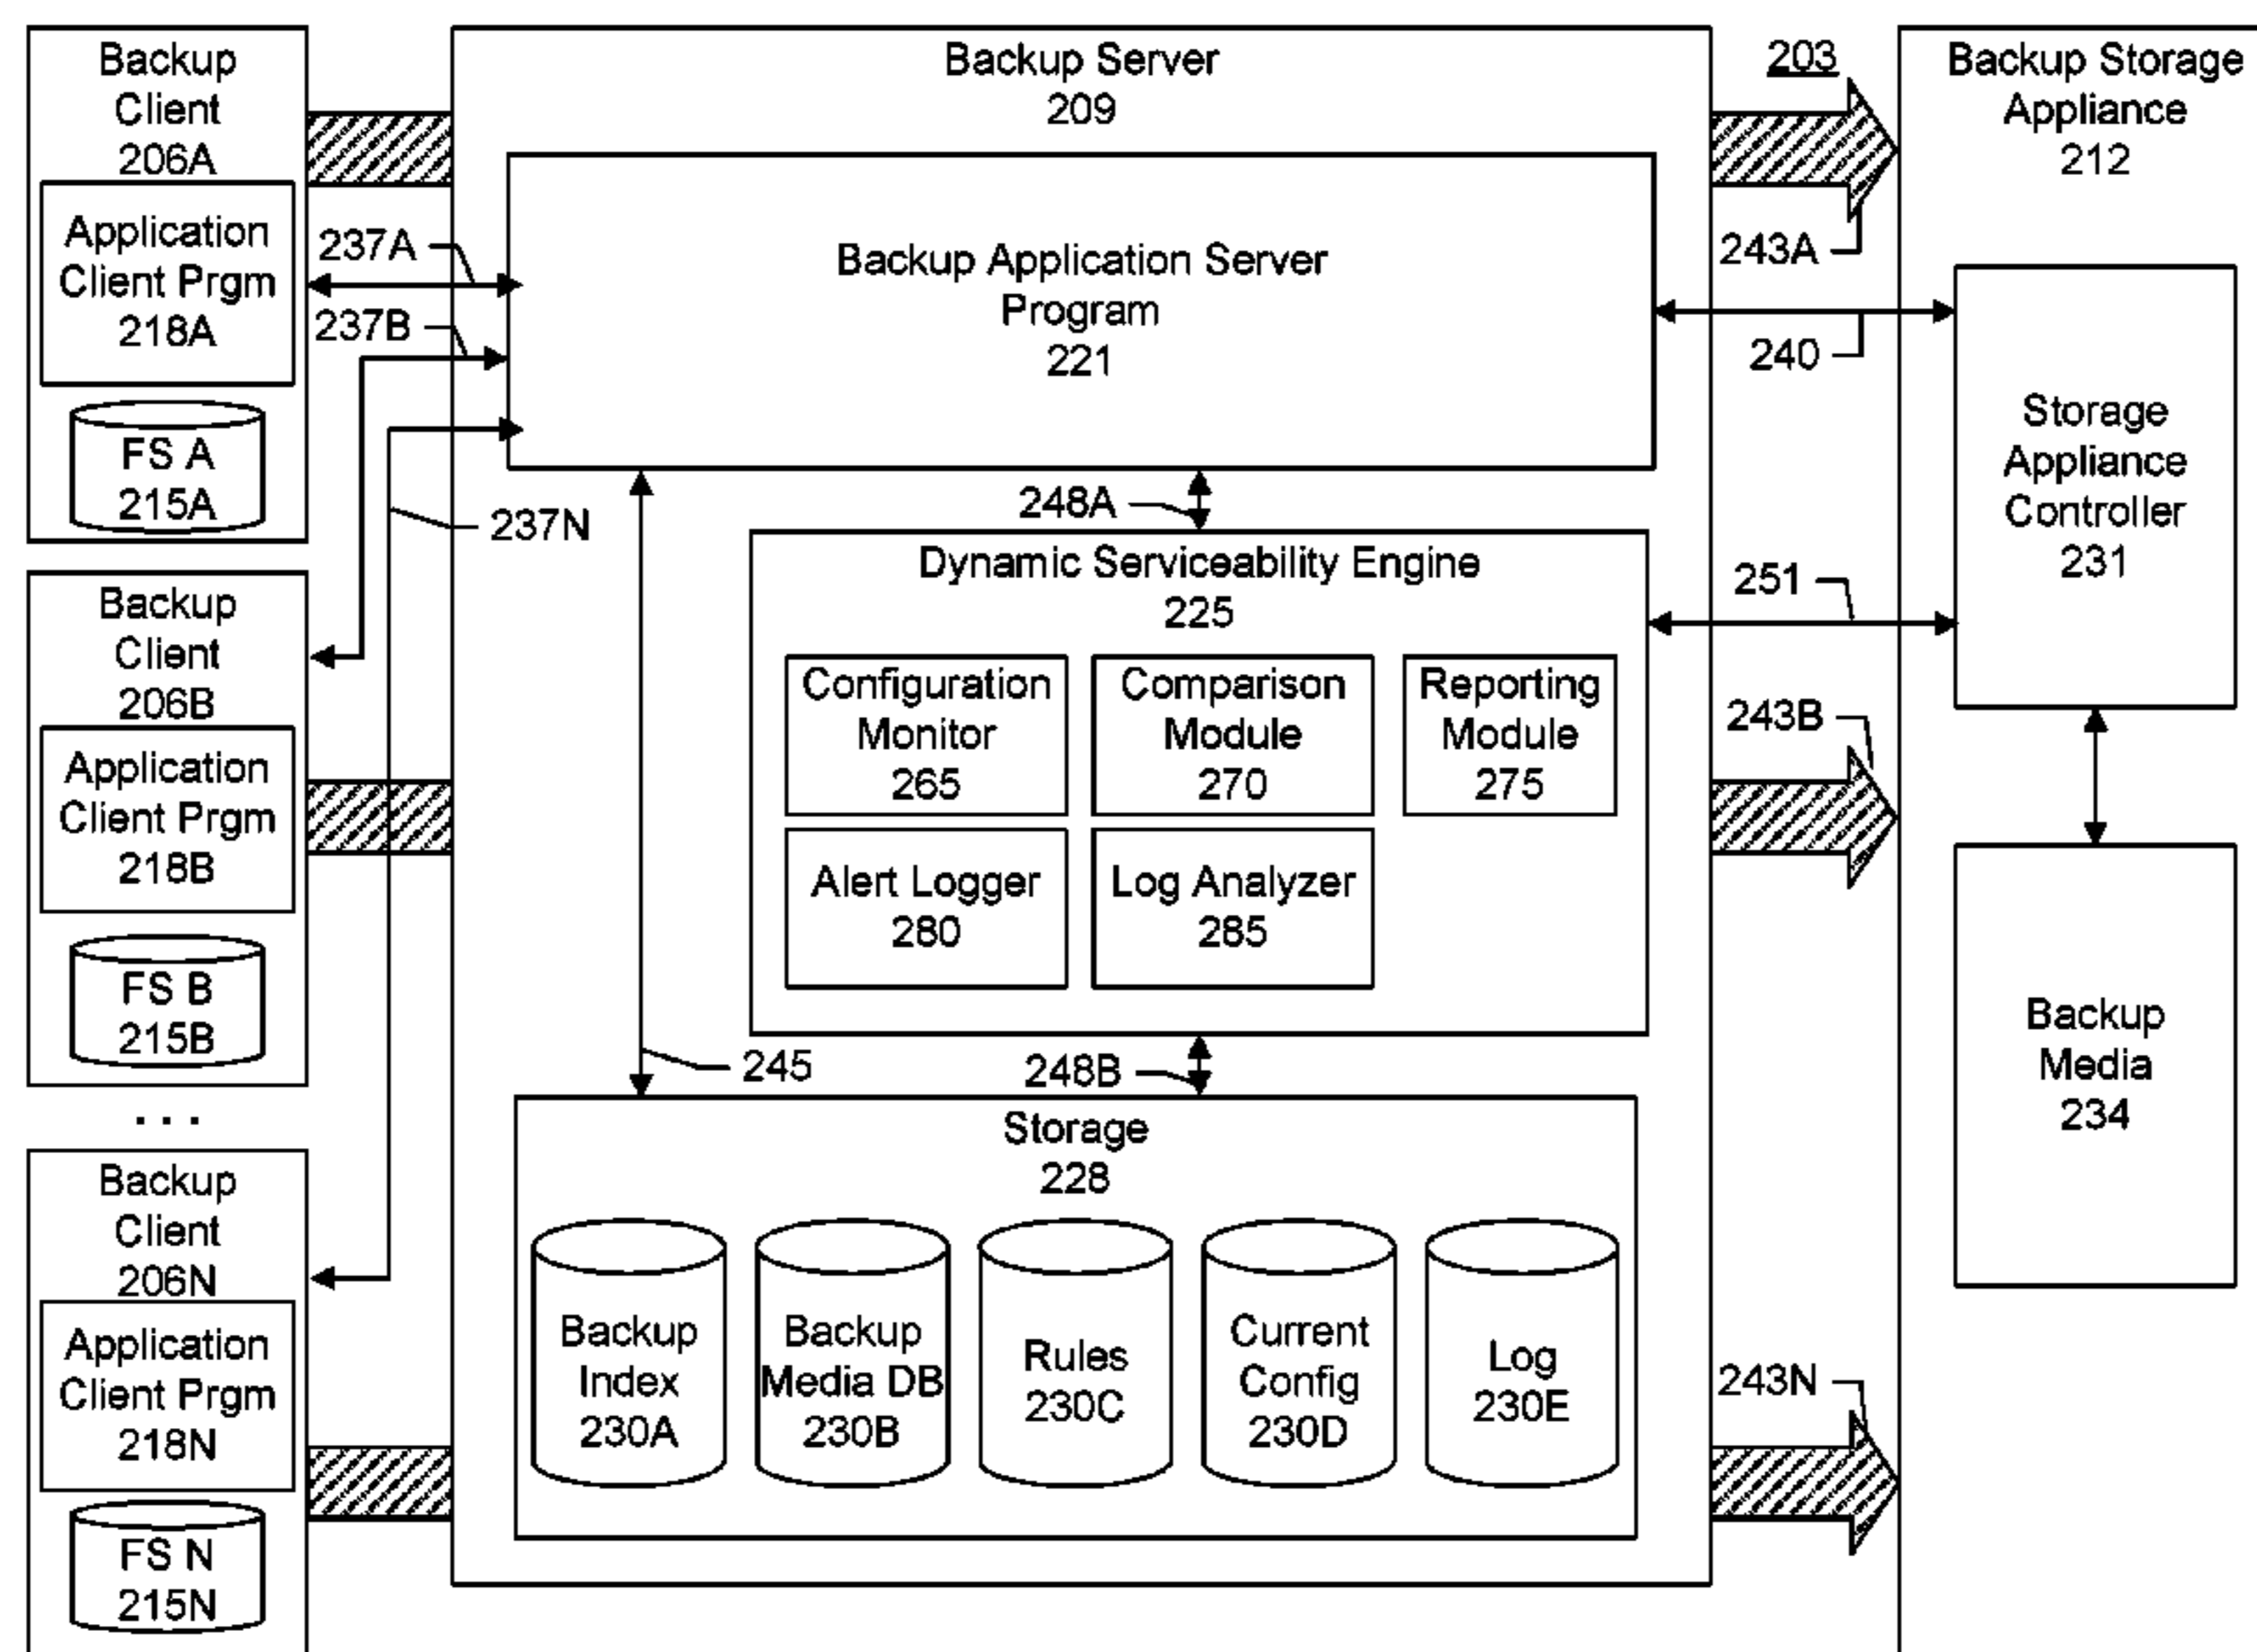 Backup
Client
206A
Application
Client Prgm
218A
FS A
215A
Backup
Client
206B
Application
Client Prgm
218B
FS B
215B
...
Backup
Client
206N
Application
Client Prgm
218N
FS N
215N
237A
237B
237N
Backup Server
209
Backup Application Server
Program
221
248A
Dynamic Serviceability Engine
225
Configuration
Monitor
265
Comparison
Module
270
Reporting
Module
275
Alert Logger
280
Log Analyzer
285
245
248B
Storage
228
Backup
Index
230A
Backup
Media DB
230B
Rules
230C
Current
Config
230D
Log
230E
203
243A
240
251
243B
243N
Backup Storage
Appliance
212
Storage
Appliance
Controller
231
Backup
Media
234